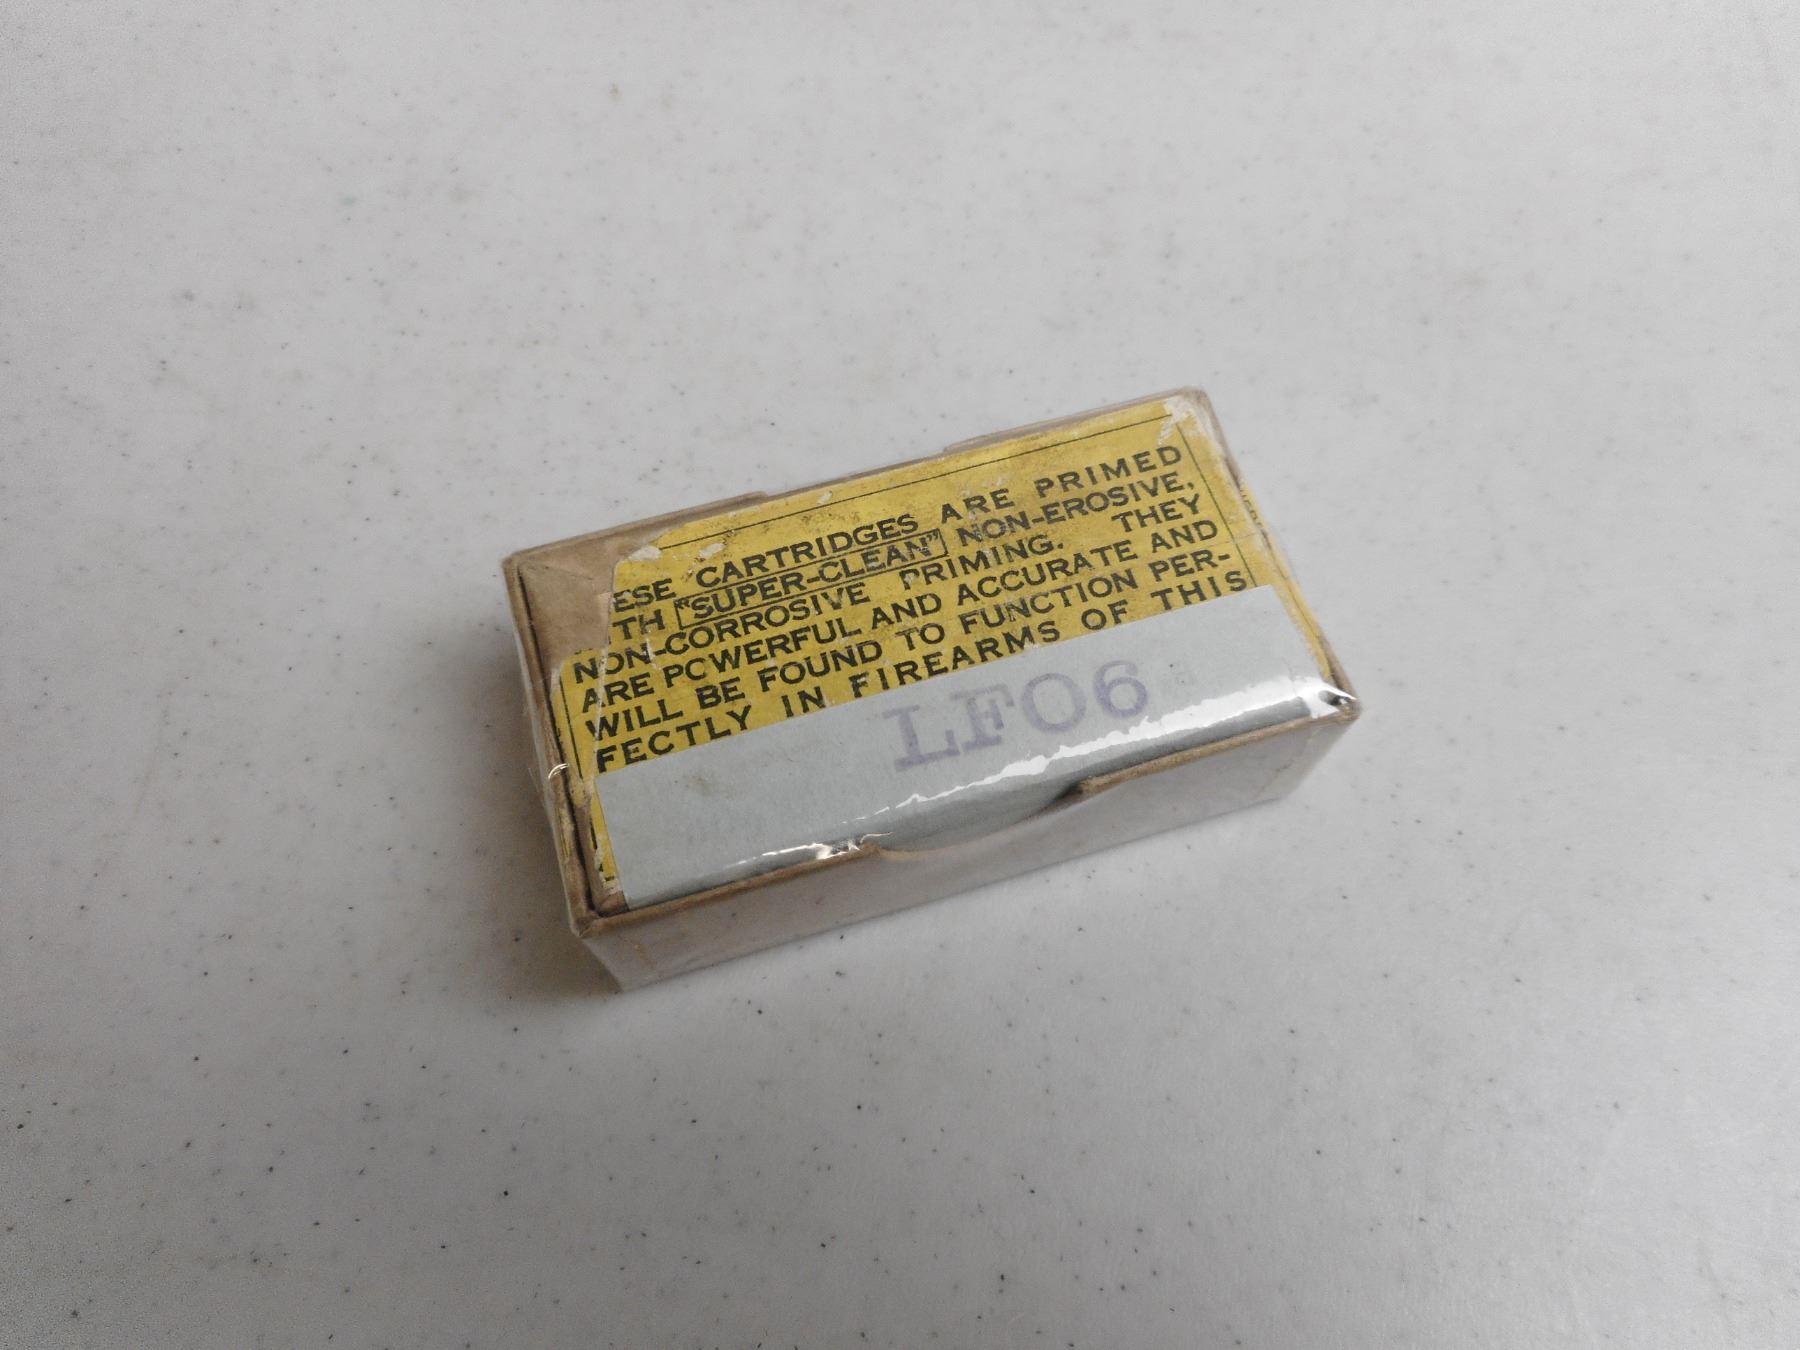 ESE CARTRIDGES ARE PRIMED
TH "SUPER-CLEAN" NON-EROSIVE,
NON-CORROSIVE PRIMING. THEY
ARE POWERFUL AND ACCURATE AND
WILL BE FOUND TO FUNCTION PER-
FECTLY IN FIREARMS OF THIS
LF06